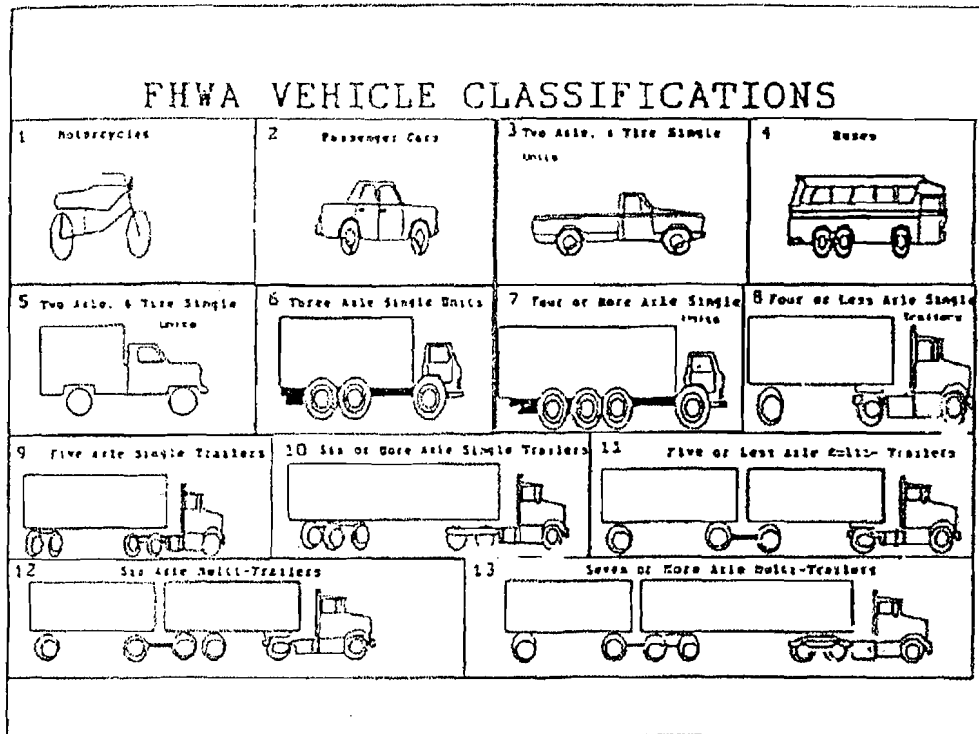 FHWA VEHICLE CLASSIFICATIONS
1 Motorcycles
2 Passenger Cars
3 Two Axle, 4 Tire Single
Units
4 Buses
5 Two Axle, 6 Tire Single
Units
6 Three Axle Single Units
7 Four or More Axle Single
Units
8 Four or Less Axle Single
Trailers
9 Five Axle Single Trailers
10 Six or More Axle Single Trailers
11 Five or Less Axle Multi-Trailers
12 Six Axle Multi-Trailers
13 Seven or More Axle Multi-Trailers